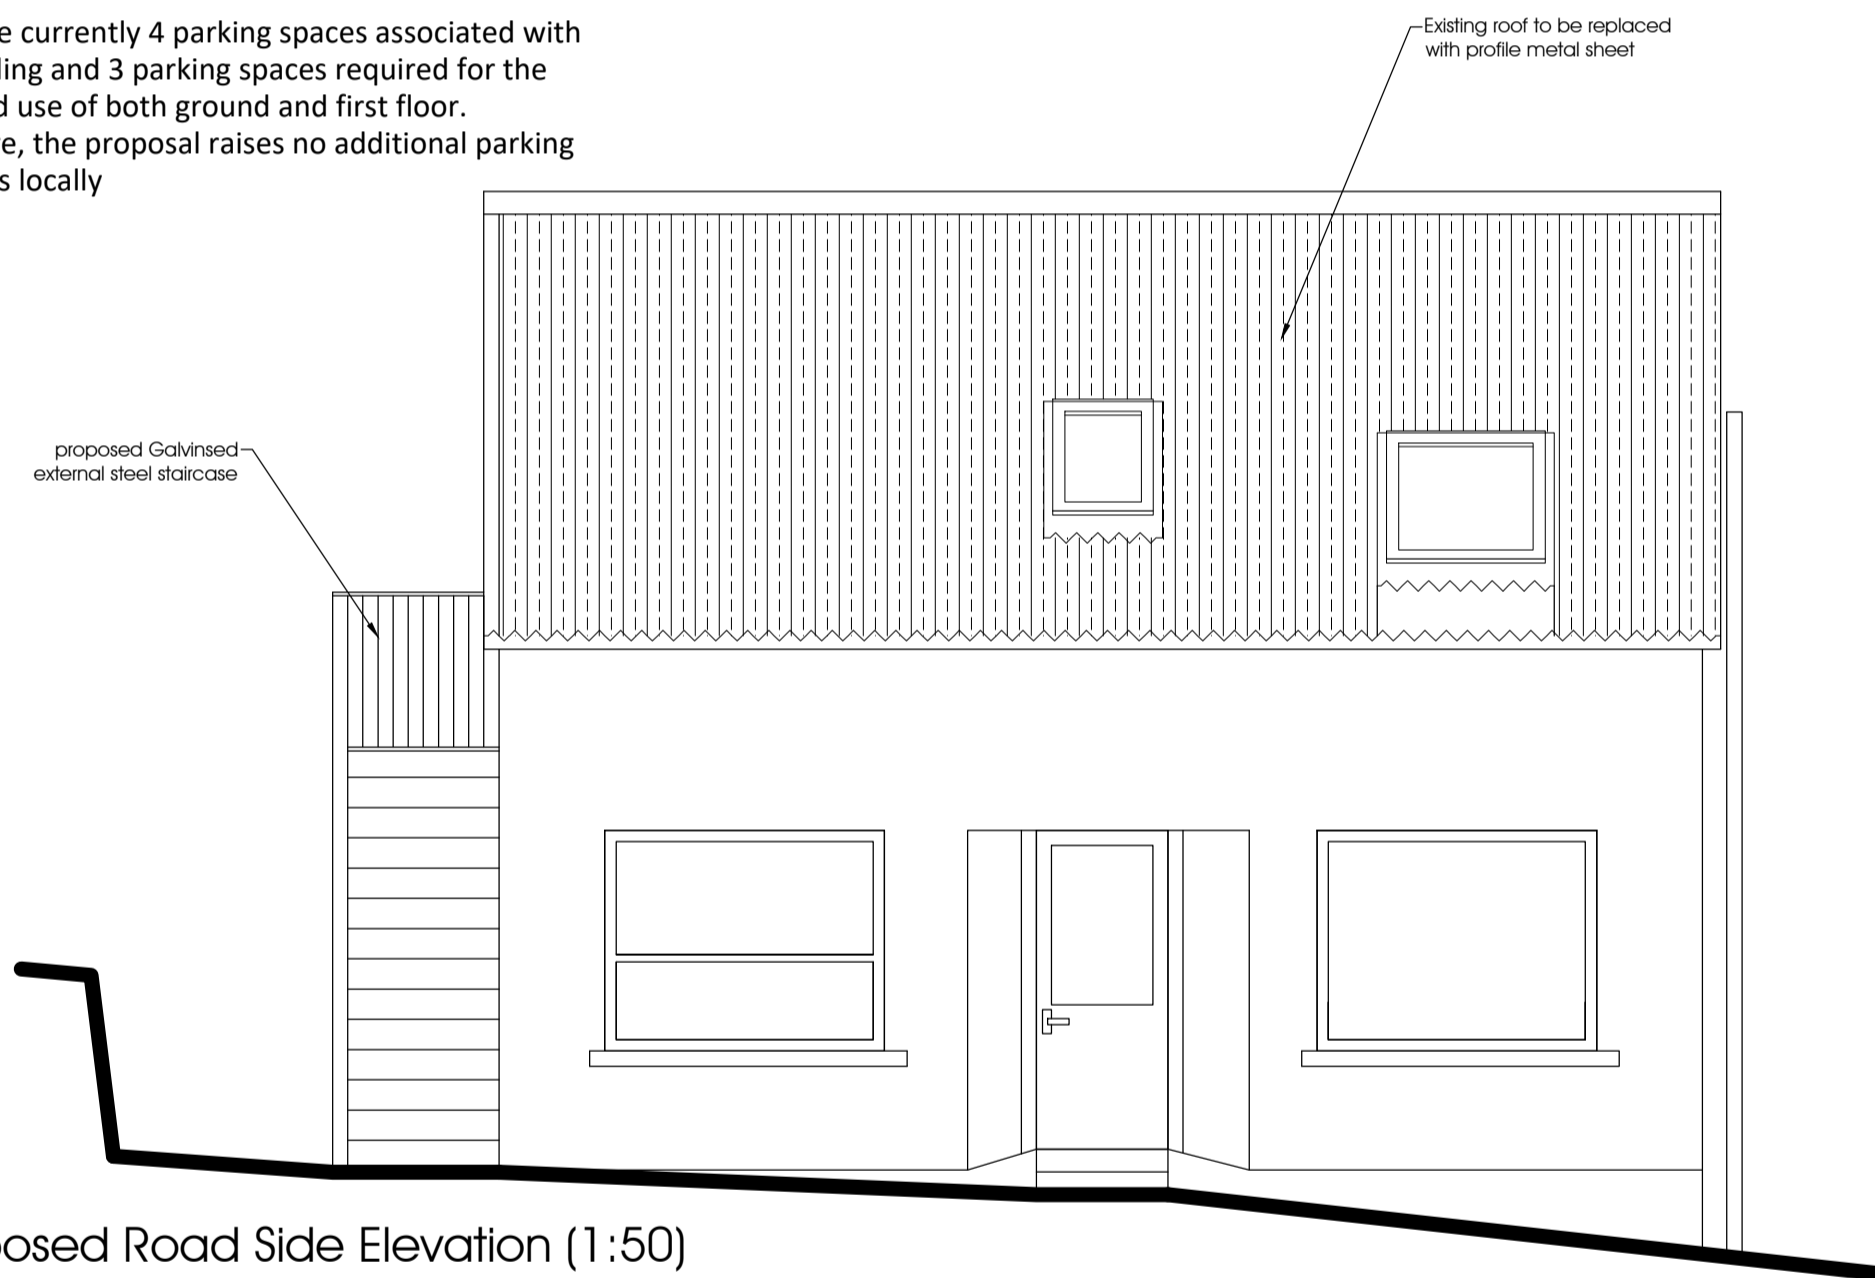 e currently 4 parking spaces associated with
ling and 3 parking spaces required for the
d use of both ground and first floor.
e, the proposal raises no additional parking
s locally
Existing roof to be replaced
with profile metal sheet
proposed Galvinsed
external steel staircase
posed Road Side Elevation (1:50)